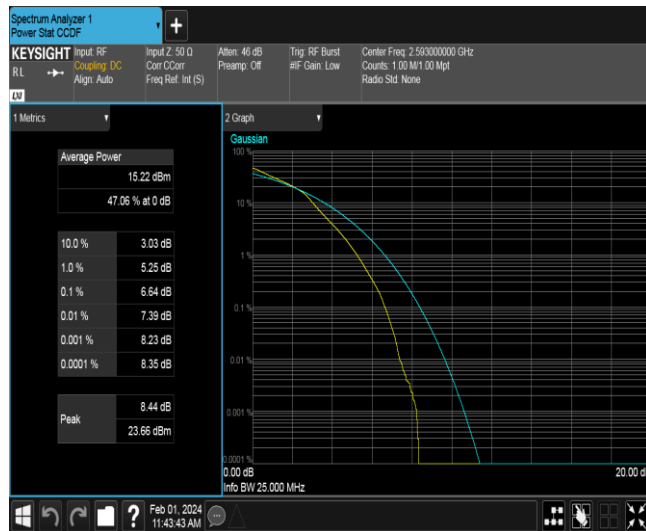 Spectrum Analyzer 1
Power Stat CCDF
+
KEYSIGHT
RL
LXI
Input: RF
Coupling: DC
Align: Auto
Input Z: 50 Ω
Corr CCorr
Freq Ref: Int (S)
Atten: 46 dB
Preamp: Off
Trig: RF Burst
#IF Gain: Low
Center Freq: 2.593000000 GHz
Counts: 1.00 M/1.00 Mpt
Radio Std: None
1 Metrics
Average Power
15.22 dBm
47.06 % at 0 dB
10.0 % 3.03 dB
1.0 % 5.25 dB
0.1 % 6.64 dB
0.01 % 7.39 dB
0.001 % 8.23 dB
0.0001 % 8.35 dB
Peak
8.44 dB
23.66 dBm
2 Graph
Gaussian
100 %
10 %
1 %
0.1 %
0.01 %
0.001 %
0.0001 %
0.00 dB
20.00 d
Info BW 25.000 MHz
?
Feb 01, 2024
11:43:43 AM